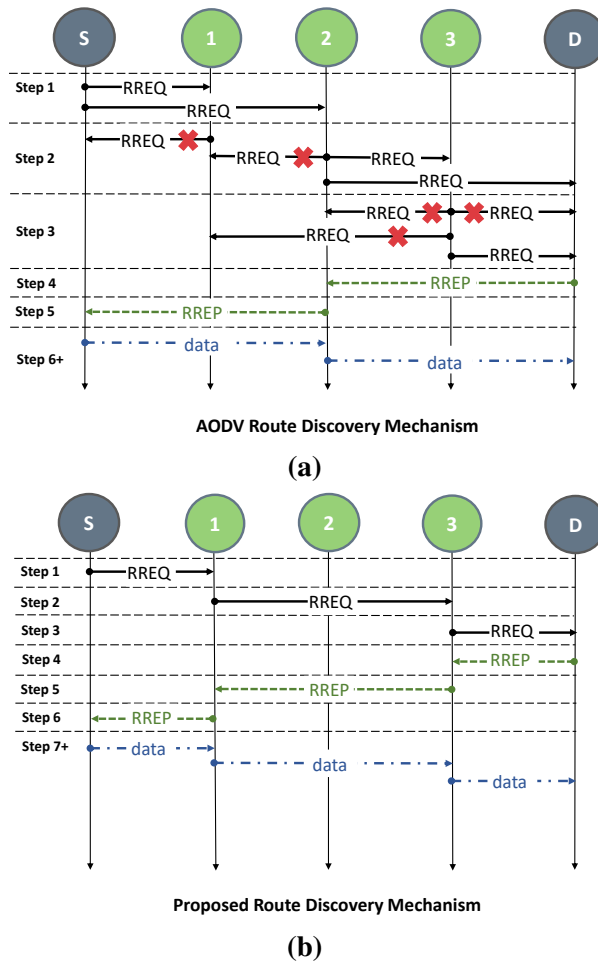 S 1 2 3 D
Step 1 RREQ
RREQ
RREQ
Step 2 RREQ RREQ
RREQ
RREQ RREQ
Step 3 RREQ
RREQ
Step 4 RREP
Step 5 RREP
data
Step 6+ data
AODV Route Discovery Mechanism
(a)
S 1 2 3 D
Step 1 RREQ
Step 2 RREQ
Step 3 RREQ
Step 4 RREP
Step 5 RREP
Step 6 RREP
Step 7+ data
data
data
Proposed Route Discovery Mechanism
(b)